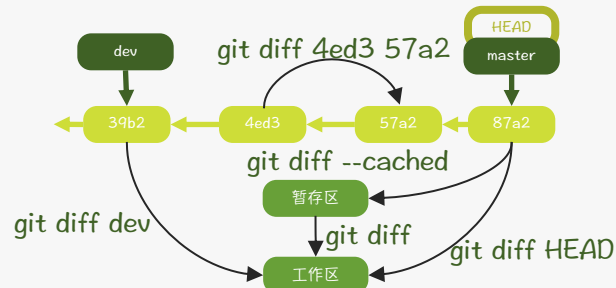 HEAD
dev
git diff 4ed3 57a2
master
39b2
4ed3
57a2
87a2
git diff --cached
暂存区
git diff dev
git diff
git diff HEAD
工作区